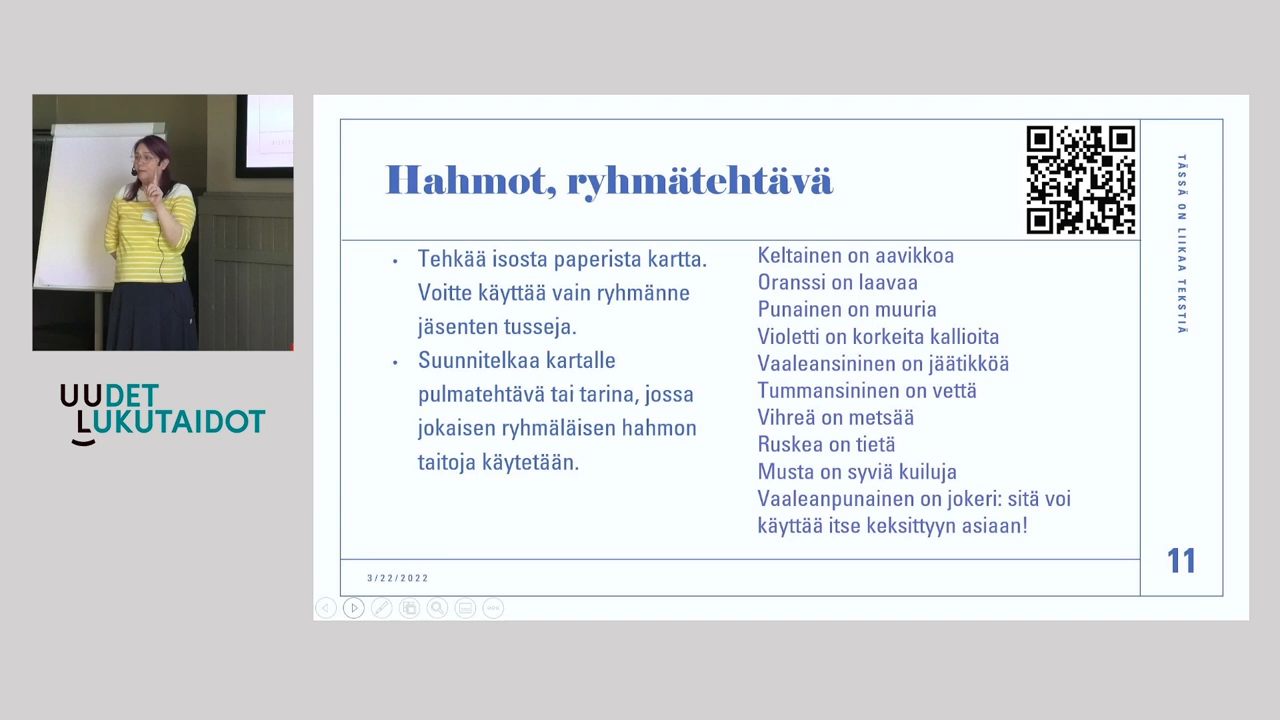 UUDET
LUKUTAIDOT
Hahmot, ryhmätehtävä
• Tehkää isosta paperista kartta.
Voitte käyttää vain ryhmänne
jäsenten tusseja.
• Suunnitelkaa kartalle
pulmatehtävä tai tarina, jossa
jokaisen ryhmäläisen hahmon
taitoja käytetään.
Keltainen on aavikkoa
Oranssi on laavaa
Punainen on muuria
Violetti on korkeita kallioita
Vaaleansininen on jäätikköä
Tummansininen on vettä
Vihreä on metsää
Ruskea on tietä
Musta on syviä kuiluja
Vaaleanpunainen on jokeri: sitä voi
käyttää itse keksittyyn asiaan!
TÄSSÄ ON LIIKAA TEKSTIÄ
3/22/2022
11